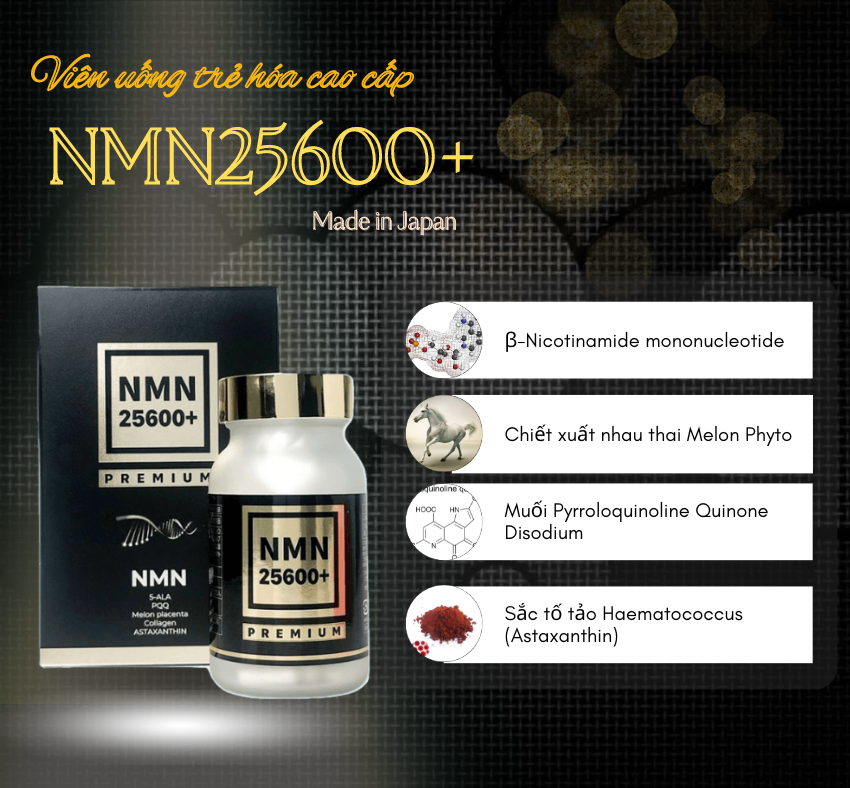 Viên uống trẻ hóa cao cấp
NMN25600+
Made in Japan
NMN
25600+
PREMIUM
NMN
5-ALA
PQQ
Melon placenta
Collagen
ASTAXANTHIN
NMN
25600+
PREMIUM
β-Nicotinamide mononucleotide
Chiết xuất nhau thai Melon Phyto
HOOC
HN
N
O
Muối Pyrroloquinoline Quinone
Disodium
Sắc tố tảo Haematococcus
(Astaxanthin)